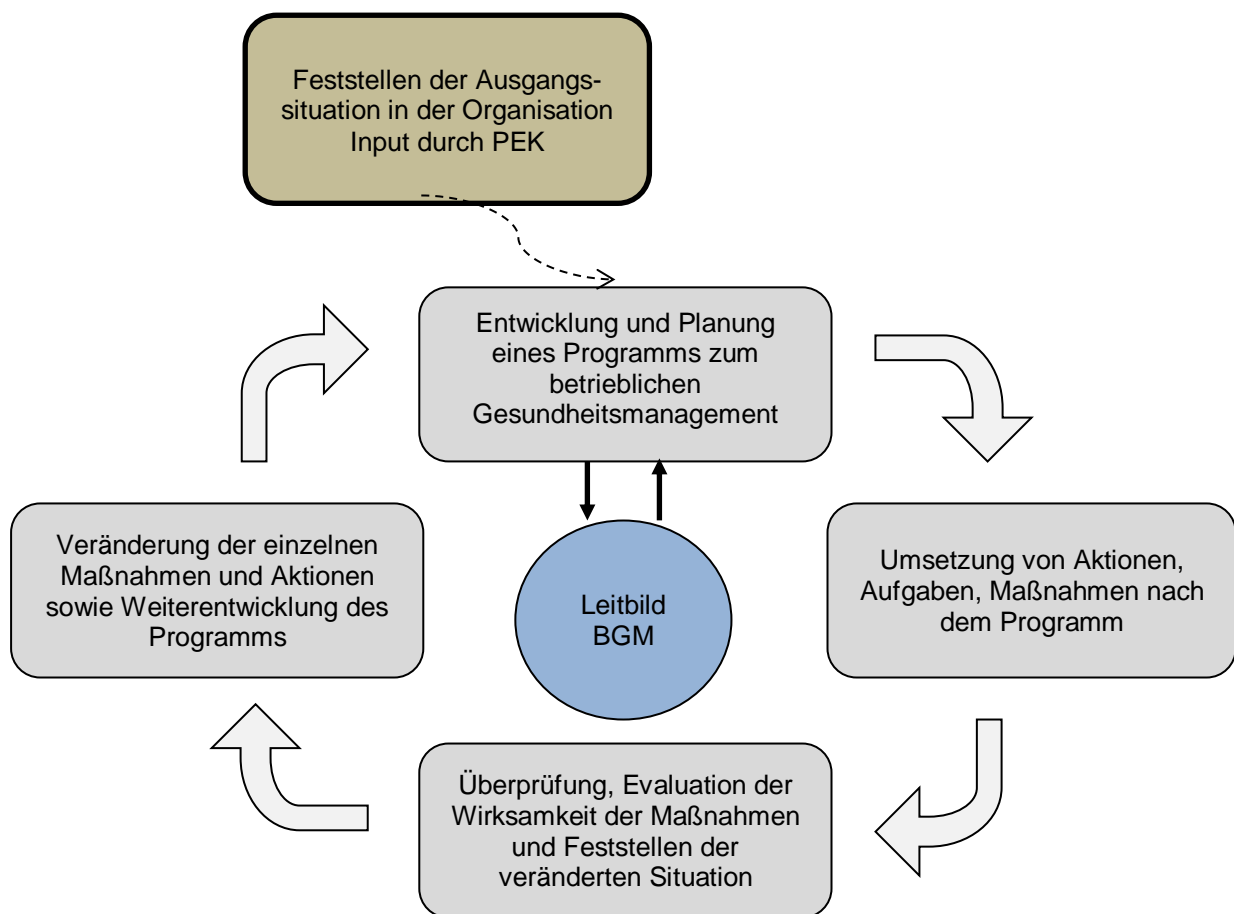 Feststellen der Ausgangs-
situation in der Organisation
Input durch PEK
Entwicklung und Planung
eines Programms zum
betrieblichen
Gesundheitsmanagement
Veränderung der einzelnen
Maßnahmen und Aktionen
sowie Weiterentwicklung des
Programms
Leitbild
BGM
Umsetzung von Aktionen,
Aufgaben, Maßnahmen nach
dem Programm
Überprüfung, Evaluation der
Wirksamkeit der Maßnahmen
und Feststellen der
veränderten Situation